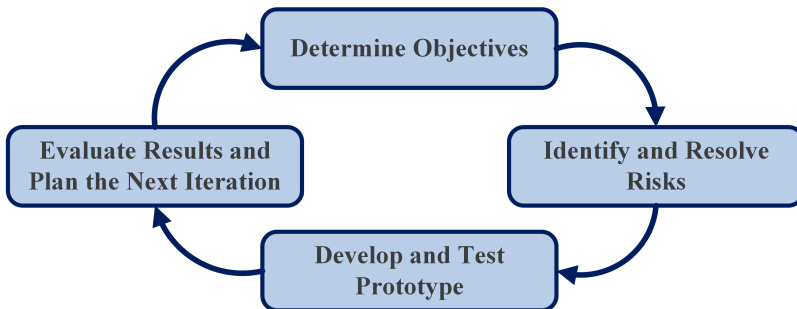 Determine Objectives
Evaluate Results and
Plan the Next Iteration
Identify and Resolve
Risks
Develop and Test
Prototype